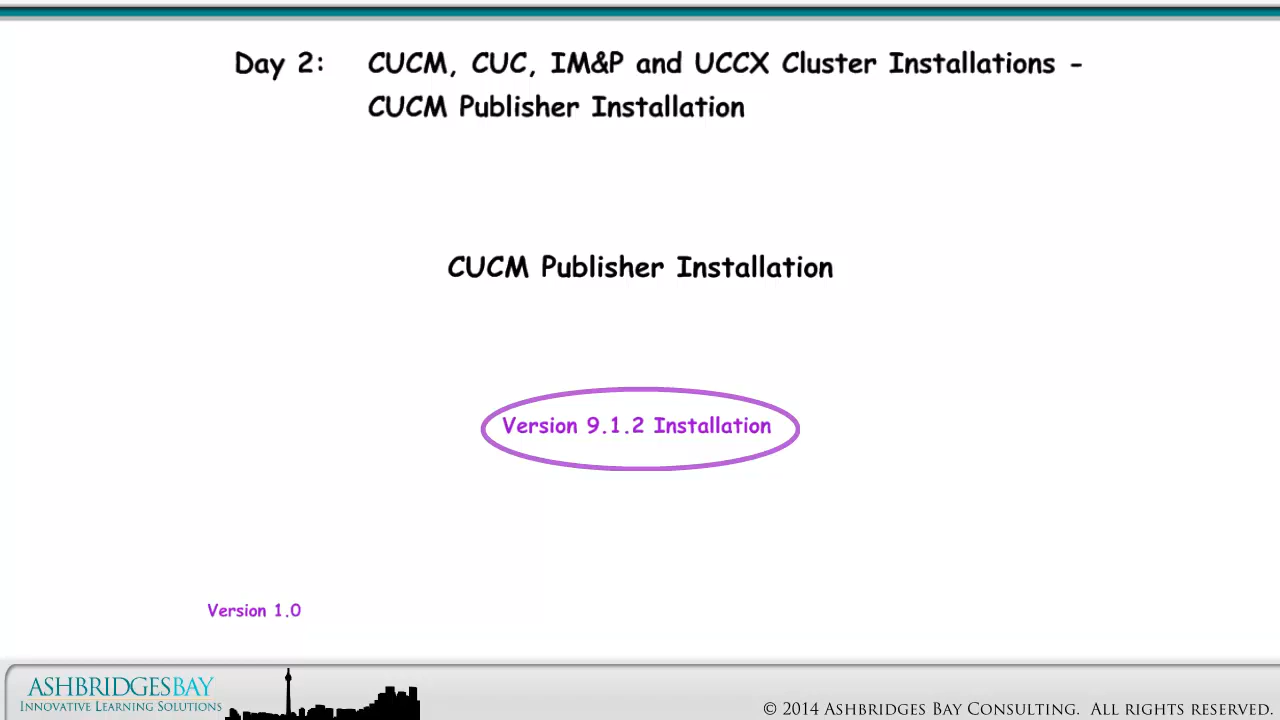 Day 2: CUCM, CUC, IM&P and UCCX Cluster Installations -
CUCM Publisher Installation
CUCM Publisher Installation
Version 9.1.2 Installation
Version 1.0
ASHBRIDGESBAY
INNOVATIVE LEARNING SOLUTIONS
© 2014 ASHBRIDGES BAY CONSULTING. ALL RIGHTS RESERVED.